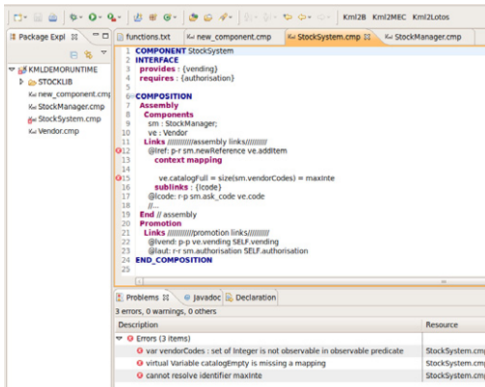 Kml2B Kml2MEC Kml2Lotos
Package Expl
functions.txt
new_component.cmp
StockSystem.cmp
StockManager.cmp
KMLDEMORUNTIME
STOCKLIB
new_component.cmp
StockManager.cmp
StockSystem.cmp
Vendor.cmp
1 COMPONENT StockSystem
2 INTERFACE
3 provides : {vending}
4 requires : {authorisation}
5
6 COMPOSITION
7 Assembly
8 Components
9 sm : StockManager;
10 ve : Vendor
11 Links //////////assembly links//////////
12 @lref: p-r sm.newReference ve.addItem
13 context mapping
14
15 ve.catalogFull = size(sm.vendorCodes) = maxInte
16 sublinks : {lcode}
17 @lcode: r-p sm.ask_code ve.code
18 //...
19 End // assembly
20 Promotion
21 Links //////////promotion links//////////
22 @lvend: p-p ve.vending SELF.vending
23 @laut: r-r sm.authorisation SELF.authorisation
24 END_COMPOSITION
25
Problems
Javadoc
Declaration
3 errors, 0 warnings, 0 others
Description Resource
Errors (3 items)
var vendorCodes : set of Integer is not observable in observable predicate StockSystem.cmp
virtual Variable catalogEmpty is missing a mapping StockSystem.cmp
cannot resolve identifier maxInte StockSystem.cmp